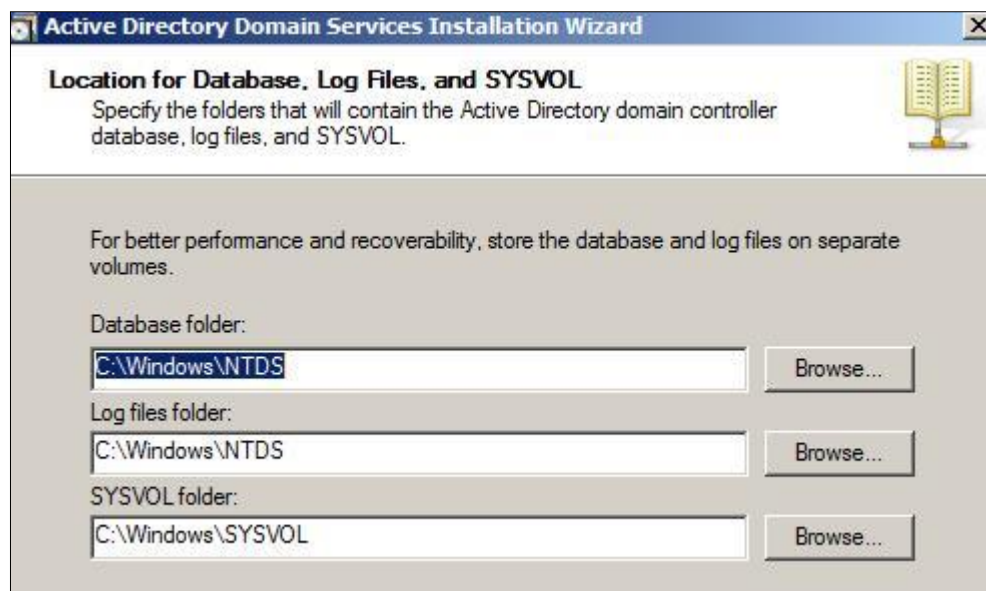 Active Directory Domain Services Installation Wizard
Location for Database, Log Files, and SYSVOL
Specify the folders that will contain the Active Directory domain controller
database, log files, and SYSVOL.
For better performance and recoverability, store the database and log files on separate
volumes.
Database folder:
C:\Windows\NTDS
Browse...
Log files folder:
C:\Windows\NTDS
Browse...
SYSVOL folder:
C:\Windows\SYSVOL
Browse...